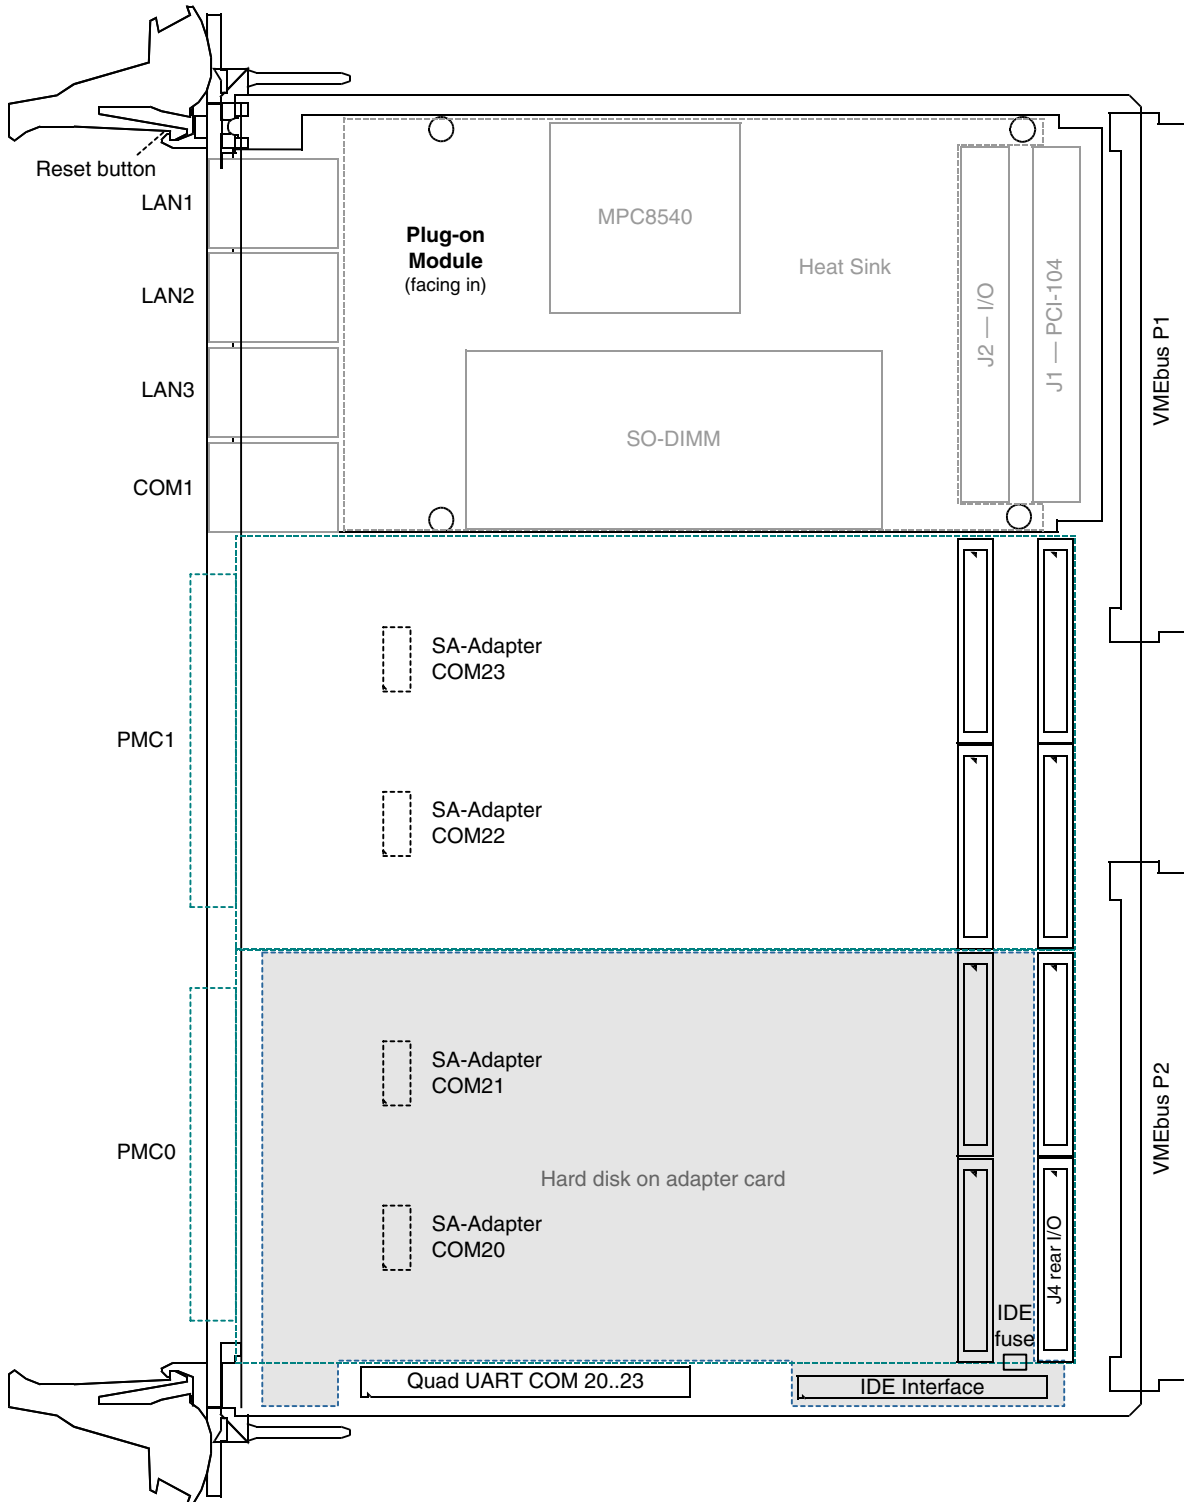 Reset button
LAN1
LAN2
LAN3
COM1
Plug-on
Module
(facing in)
MPC8540
Heat Sink
SO-DIMM
J2 — I/O
J1 — PCI-104
VMEbus P1
PMC1
SA-Adapter
COM23
SA-Adapter
COM22
PMC0
SA-Adapter
COM21
Hard disk on adapter card
SA-Adapter
COM20
J4 rear I/O
VMEbus P2
IDE
fuse
Quad UART COM 20..23
IDE Interface